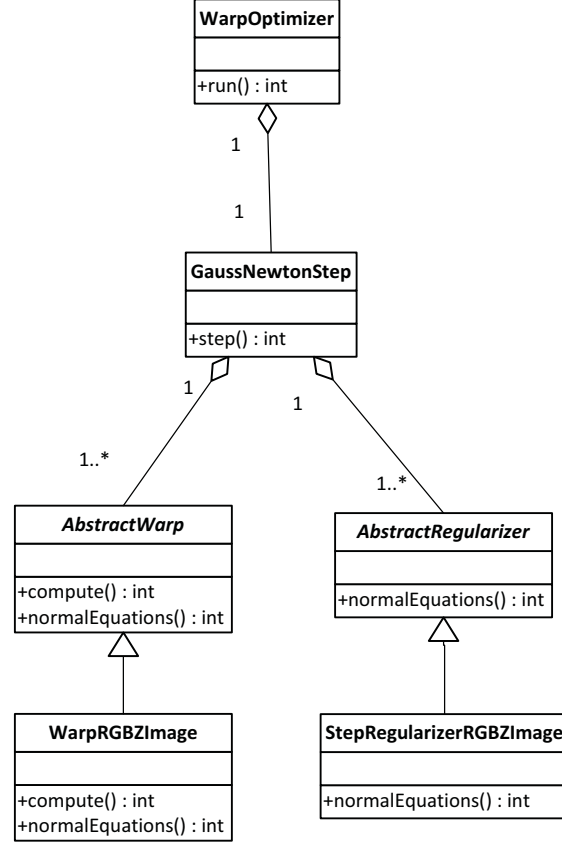 WarpOptimizer
+run() : int
1
1
GaussNewtonStep
+step() : int
1
1
1..*
1..*
AbstractWarp
+compute() : int
+normalEquations() : int
AbstractRegularizer
+normalEquations() : int
WarpRGBZImage
+compute() : int
+normalEquations() : int
StepRegularizerRGBZImage
+normalEquations() : int